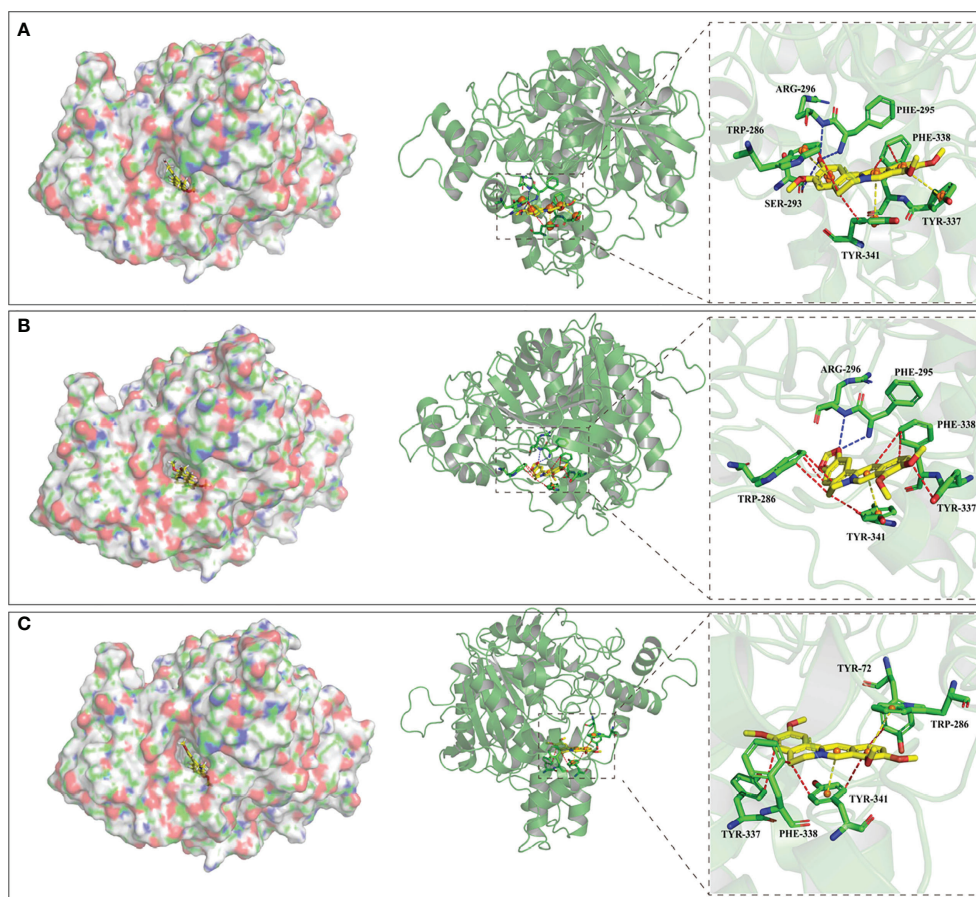 A
ARG-296
PHE-295
TRP-286
PHE-338
SER-293
TYR-337
TYR-341
B
ARG-296
PHE-295
PHE-338
TRP-286
TYR-337
TYR-341
C
TYR-72
TRP-286
TYR-341
TYR-337
PHE-338